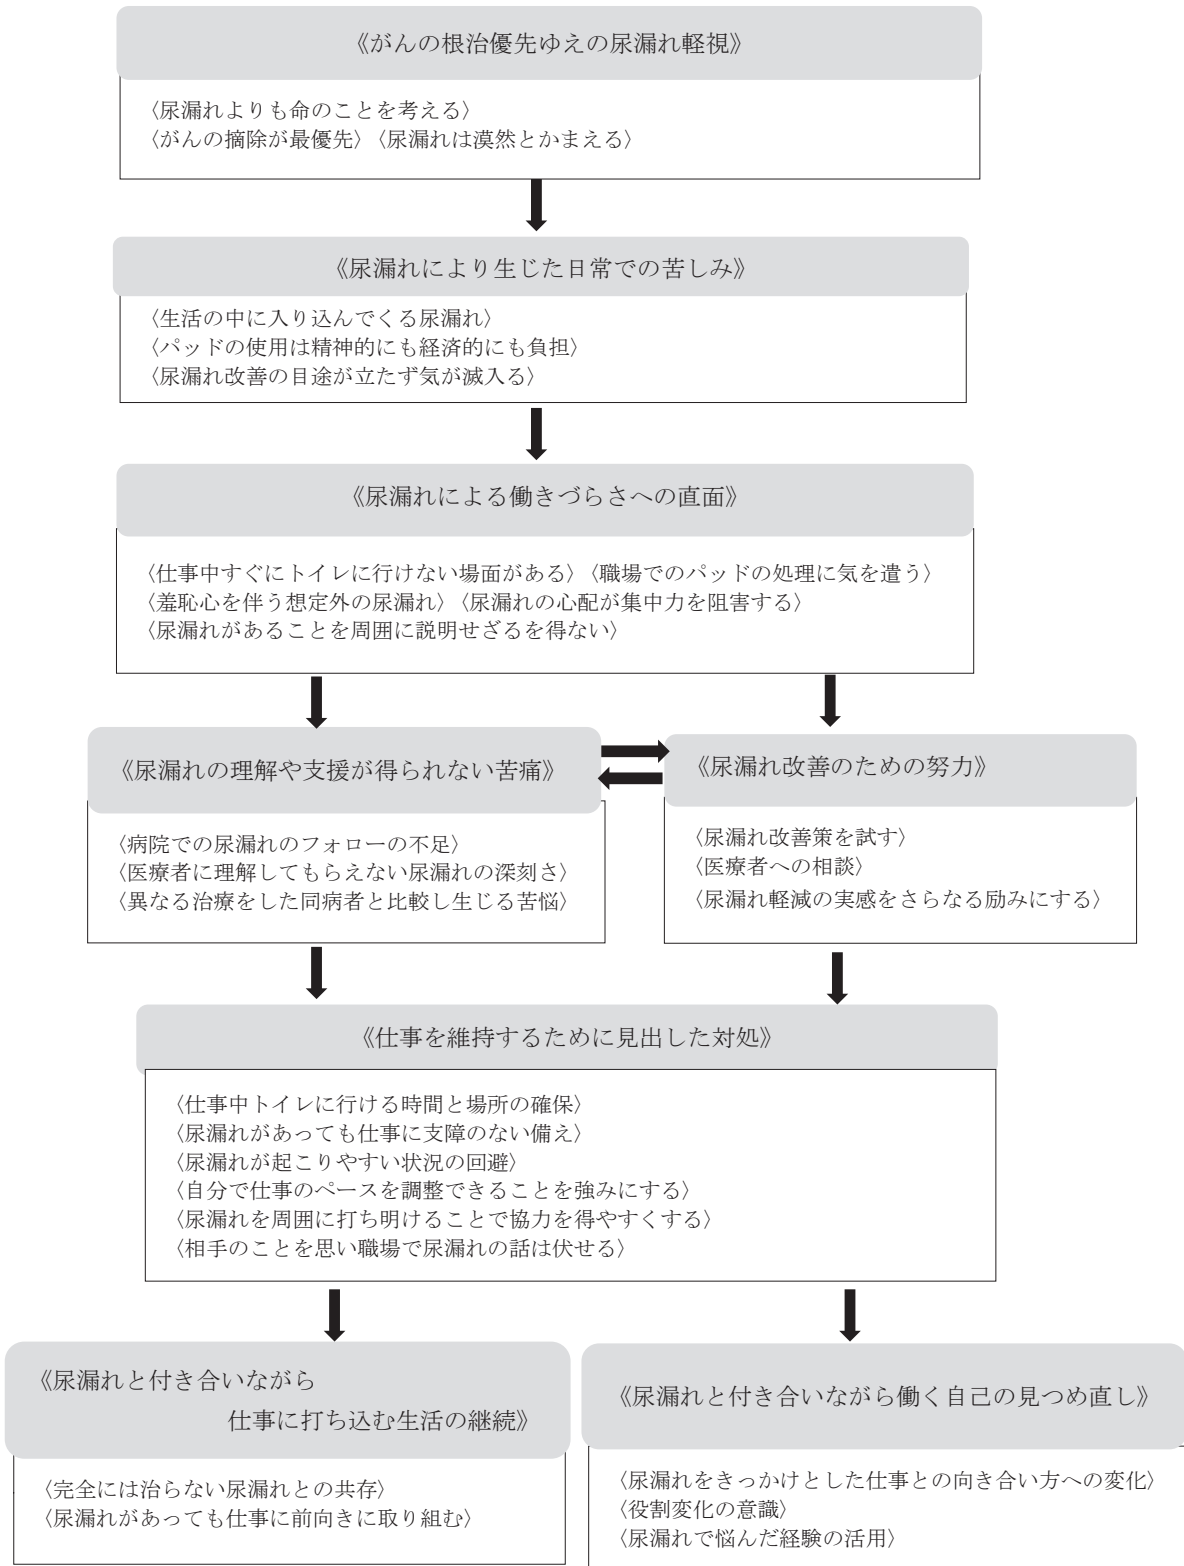 《がんの根治優先ゆえの尿漏れ軽視》
〈尿漏れよりも命のことを考える〉
〈がんの摘除が最優先〉〈尿漏れは漠然とかまえる〉
《尿漏れにより生じた日常での苦しみ》
〈生活の中に入り込んでくる尿漏れ〉
〈パッドの使用は精神的にも経済的にも負担〉
〈尿漏れ改善の目途が立たず気が滅入る〉
《尿漏れによる働きづらさへの直面》
〈仕事中すぐにトイレに行けない場面がある〉〈職場でのパッドの処理に気を遣う〉
〈羞恥心を伴う想定外の尿漏れ〉〈尿漏れの心配が集中力を阻害する〉
〈尿漏れがあることを周囲に説明せざるを得ない〉
《尿漏れの理解や支援が得られない苦痛》
〈病院での尿漏れのフォローの不足〉
〈医療者に理解してもらえない尿漏れの深刻さ〉
〈異なる治療をした同病者と比較し生じる苦悩〉
《尿漏れ改善のための努力》
〈尿漏れ改善策を試す〉
〈医療者への相談〉
〈尿漏れ軽減の実感をさらなる励みにする〉
《仕事を維持するために見出した対処》
〈仕事中トイレに行ける時間と場所の確保〉
〈尿漏れがあっても仕事に支障のない備え〉
〈尿漏れが起こりやすい状況の回避〉
〈自分で仕事のペースを調整できることを強みにする〉
〈尿漏れを周囲に打ち明けることで協力を得やすくする〉
〈相手のことを思い職場で尿漏れの話は伏せる〉
《尿漏れと付き合いながら
仕事に打ち込む生活の継続》
〈完全には治らない尿漏れとの共存〉
〈尿漏れがあっても仕事に前向きに取り組む〉
《尿漏れと付き合いながら働く自己の見つめ直し》
〈尿漏れをきっかけとした仕事との向き合い方への変化〉
〈役割変化の意識〉
〈尿漏れで悩んだ経験の活用〉